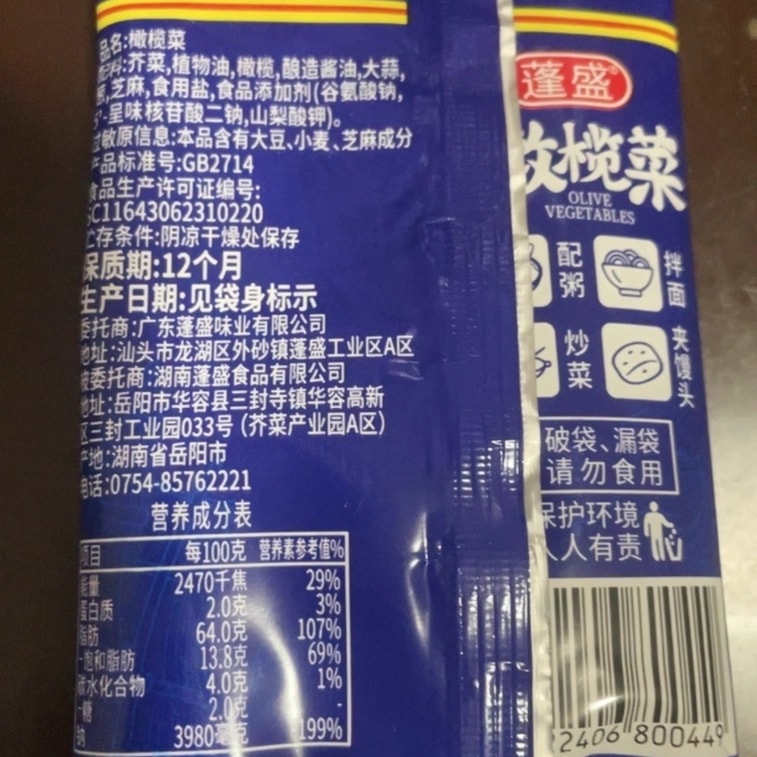 品名:橄榄菜
配料:芥菜,植物油,橄榄,酿造酱油,大蒜,
芝麻,食用盐,食品添加剂(谷氨酸钠,
5'-呈味核苷酸二钠,山梨酸钾)。
过敏原信息:本品含有大豆、小麦、芝麻成分
产品标准号:GB2714
食品生产许可证编号:
SC11643062310220
贮存条件:阴凉干燥处保存
保质期:12个月
生产日期:见袋身标示
委托商:广东蓬盛味业有限公司
地址:汕头市龙湖区外砂镇蓬盛工业区A区
被委托商:湖南蓬盛食品有限公司
地址:岳阳市华容县三封寺镇华容高新
区三封工业园033号(芥菜产业园A区)
产地:湖南省岳阳市
电话:0754-85762221
营养成分表
项目 每100克 营养素参考值%
能量 2470千焦 29%
蛋白质 2.0克 3%
脂肪 64.0克 107%
-饱和脂肪 13.8克 69%
碳水化合物 4.0克 1%
-糖 2.0克 -
钠 3980毫克 199%
蓬盛®
橄榄菜
OLIVE
VEGETABLES
配粥
拌面
炒菜
夹馒头
破袋、漏袋
请勿食用
保护环境
人人有责
2406 800449